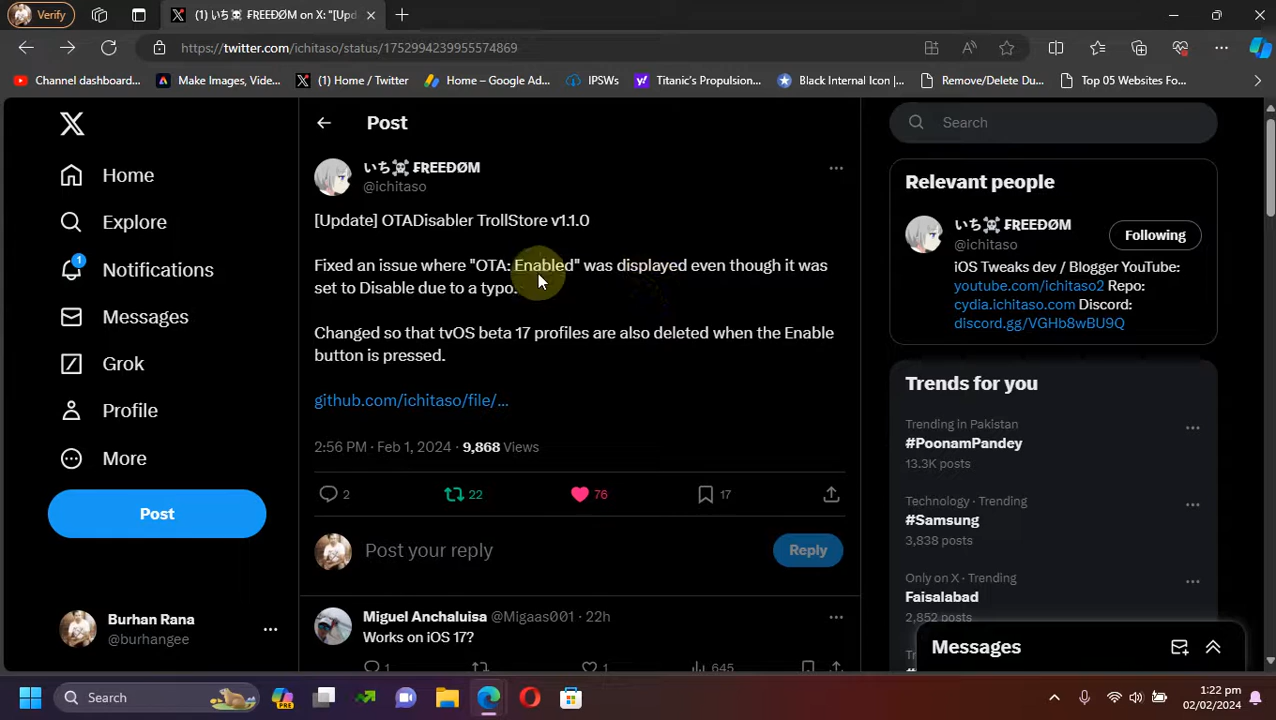 Verify
(1) いち☠ ₣REEĐØM on X: "[Upd
https://twitter.com/ichitaso/status/1752994239955574869
Channel dashboard...
Make Images, Vide...
(1) Home / Twitter
Home – Google Ad...
IPSWs
Titanic's Propulsion...
Black Internal Icon |...
Remove/Delete Du...
Top 05 Websites Fo...
Home
Explore
1
Notifications
Messages
Grok
Profile
More
Post
Burhan Rana
@burhangee
Post
いち☠ ₣REEĐØM
@ichitaso
[Update] OTADisabler TrollStore v1.1.0
Fixed an issue where "OTA: Enabled" was displayed even though it was
set to Disable due to a typo.
Changed so that tvOS beta 17 profiles are also deleted when the Enable
button is pressed.
github.com/ichitaso/file/...
2:56 PM · Feb 1, 2024 · 9,868 Views
2 22 76 17
Post your reply
Reply
Miguel Anchaluisa @Migaas001 · 22h
Works on iOS 17?
1 1 645
Search
Relevant people
いち☠ ₣REEĐØM
@ichitaso
Following
iOS Tweaks dev / Blogger YouTube:
youtube.com/ichitaso2 Repo:
cydia.ichitaso.com Discord:
discord.gg/VGHb8wBU9Q
Trends for you
Trending in Pakistan
#PoonamPandey
13.3K posts
Technology · Trending
#Samsung
3,838 posts
Only on X · Trending
Faisalabad
2,852 posts
Messages
Search
PRE
1:22 pm
02/02/2024